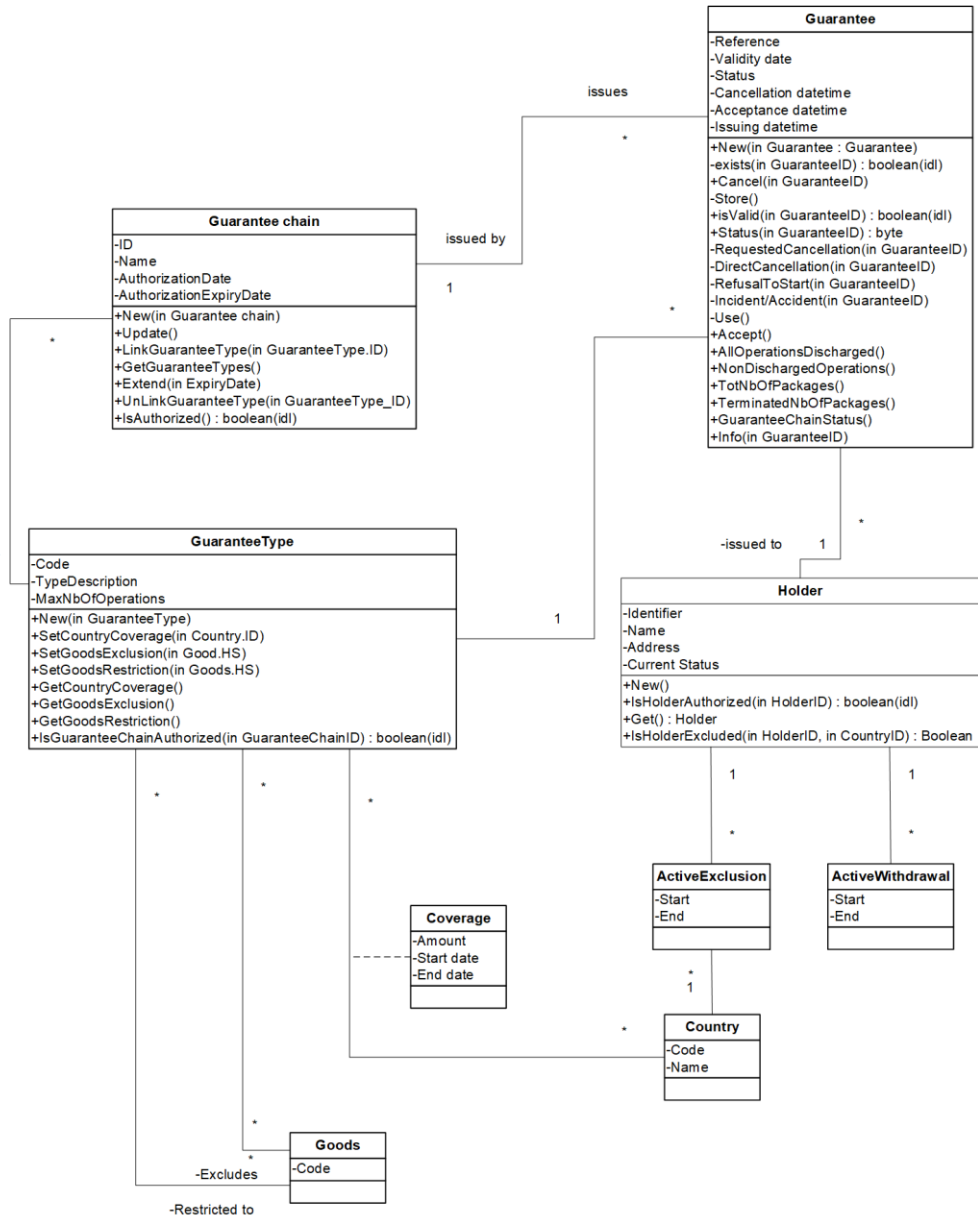 Guarantee
-Reference
-Validity date
-Status
-Cancellation datetime
-Acceptance datetime
-Issuing datetime
+New(in Guarantee : Guarantee)
-exists(in GuaranteeID) : boolean(idl)
+Cancel(in GuaranteeID)
-Store()
+isValid(in GuaranteeID) : boolean(idl)
+Status(in GuaranteeID) : byte
-RequestedCancellation(in GuaranteeID)
-DirectCancellation(in GuaranteeID)
-RefusalToStart(in GuaranteeID)
-Incident/Accident(in GuaranteeID)
-Use()
+Accept()
+AllOperationsDischarged()
+NonDischargedOperations()
+TotNbOfPackages()
+TerminatedNbOfPackages()
+GuaranteeChainStatus()
+Info(in GuaranteeID)
issues
*
issued by
1
Guarantee chain
-ID
-Name
-AuthorizationDate
-AuthorizationExpiryDate
+New(in Guarantee chain)
+Update()
+LinkGuaranteeType(in GuaranteeType.ID)
+GetGuaranteeTypes()
+Extend(in ExpiryDate)
+UnLinkGuaranteeType(in GuaranteeType_ID)
+IsAuthorized() : boolean(idl)
*
*
1
GuaranteeType
-Code
-TypeDescription
-MaxNbOfOperations
+New(in GuaranteeType)
+SetCountryCoverage(in Country.ID)
+SetGoodsExclusion(in Good.HS)
+SetGoodsRestriction(in Goods.HS)
+GetCountryCoverage()
+GetGoodsExclusion()
+GetGoodsRestriction()
+IsGuaranteeChainAuthorized(in GuaranteeChainID) : boolean(idl)
*
-issued to
1
Holder
-Identifier
-Name
-Address
-Current Status
+New()
+IsHolderAuthorized(in HolderID) : boolean(idl)
+Get() : Holder
+IsHolderExcluded(in HolderID, in CountryID) : Boolean
1
1
*
*
*
*
*
ActiveExclusion
-Start
-End
ActiveWithdrawal
-Start
-End
Coverage
-Amount
-Start date
-End date
*
1
*
Country
-Code
-Name
*
*
Goods
-Code
-Excludes
-Restricted to